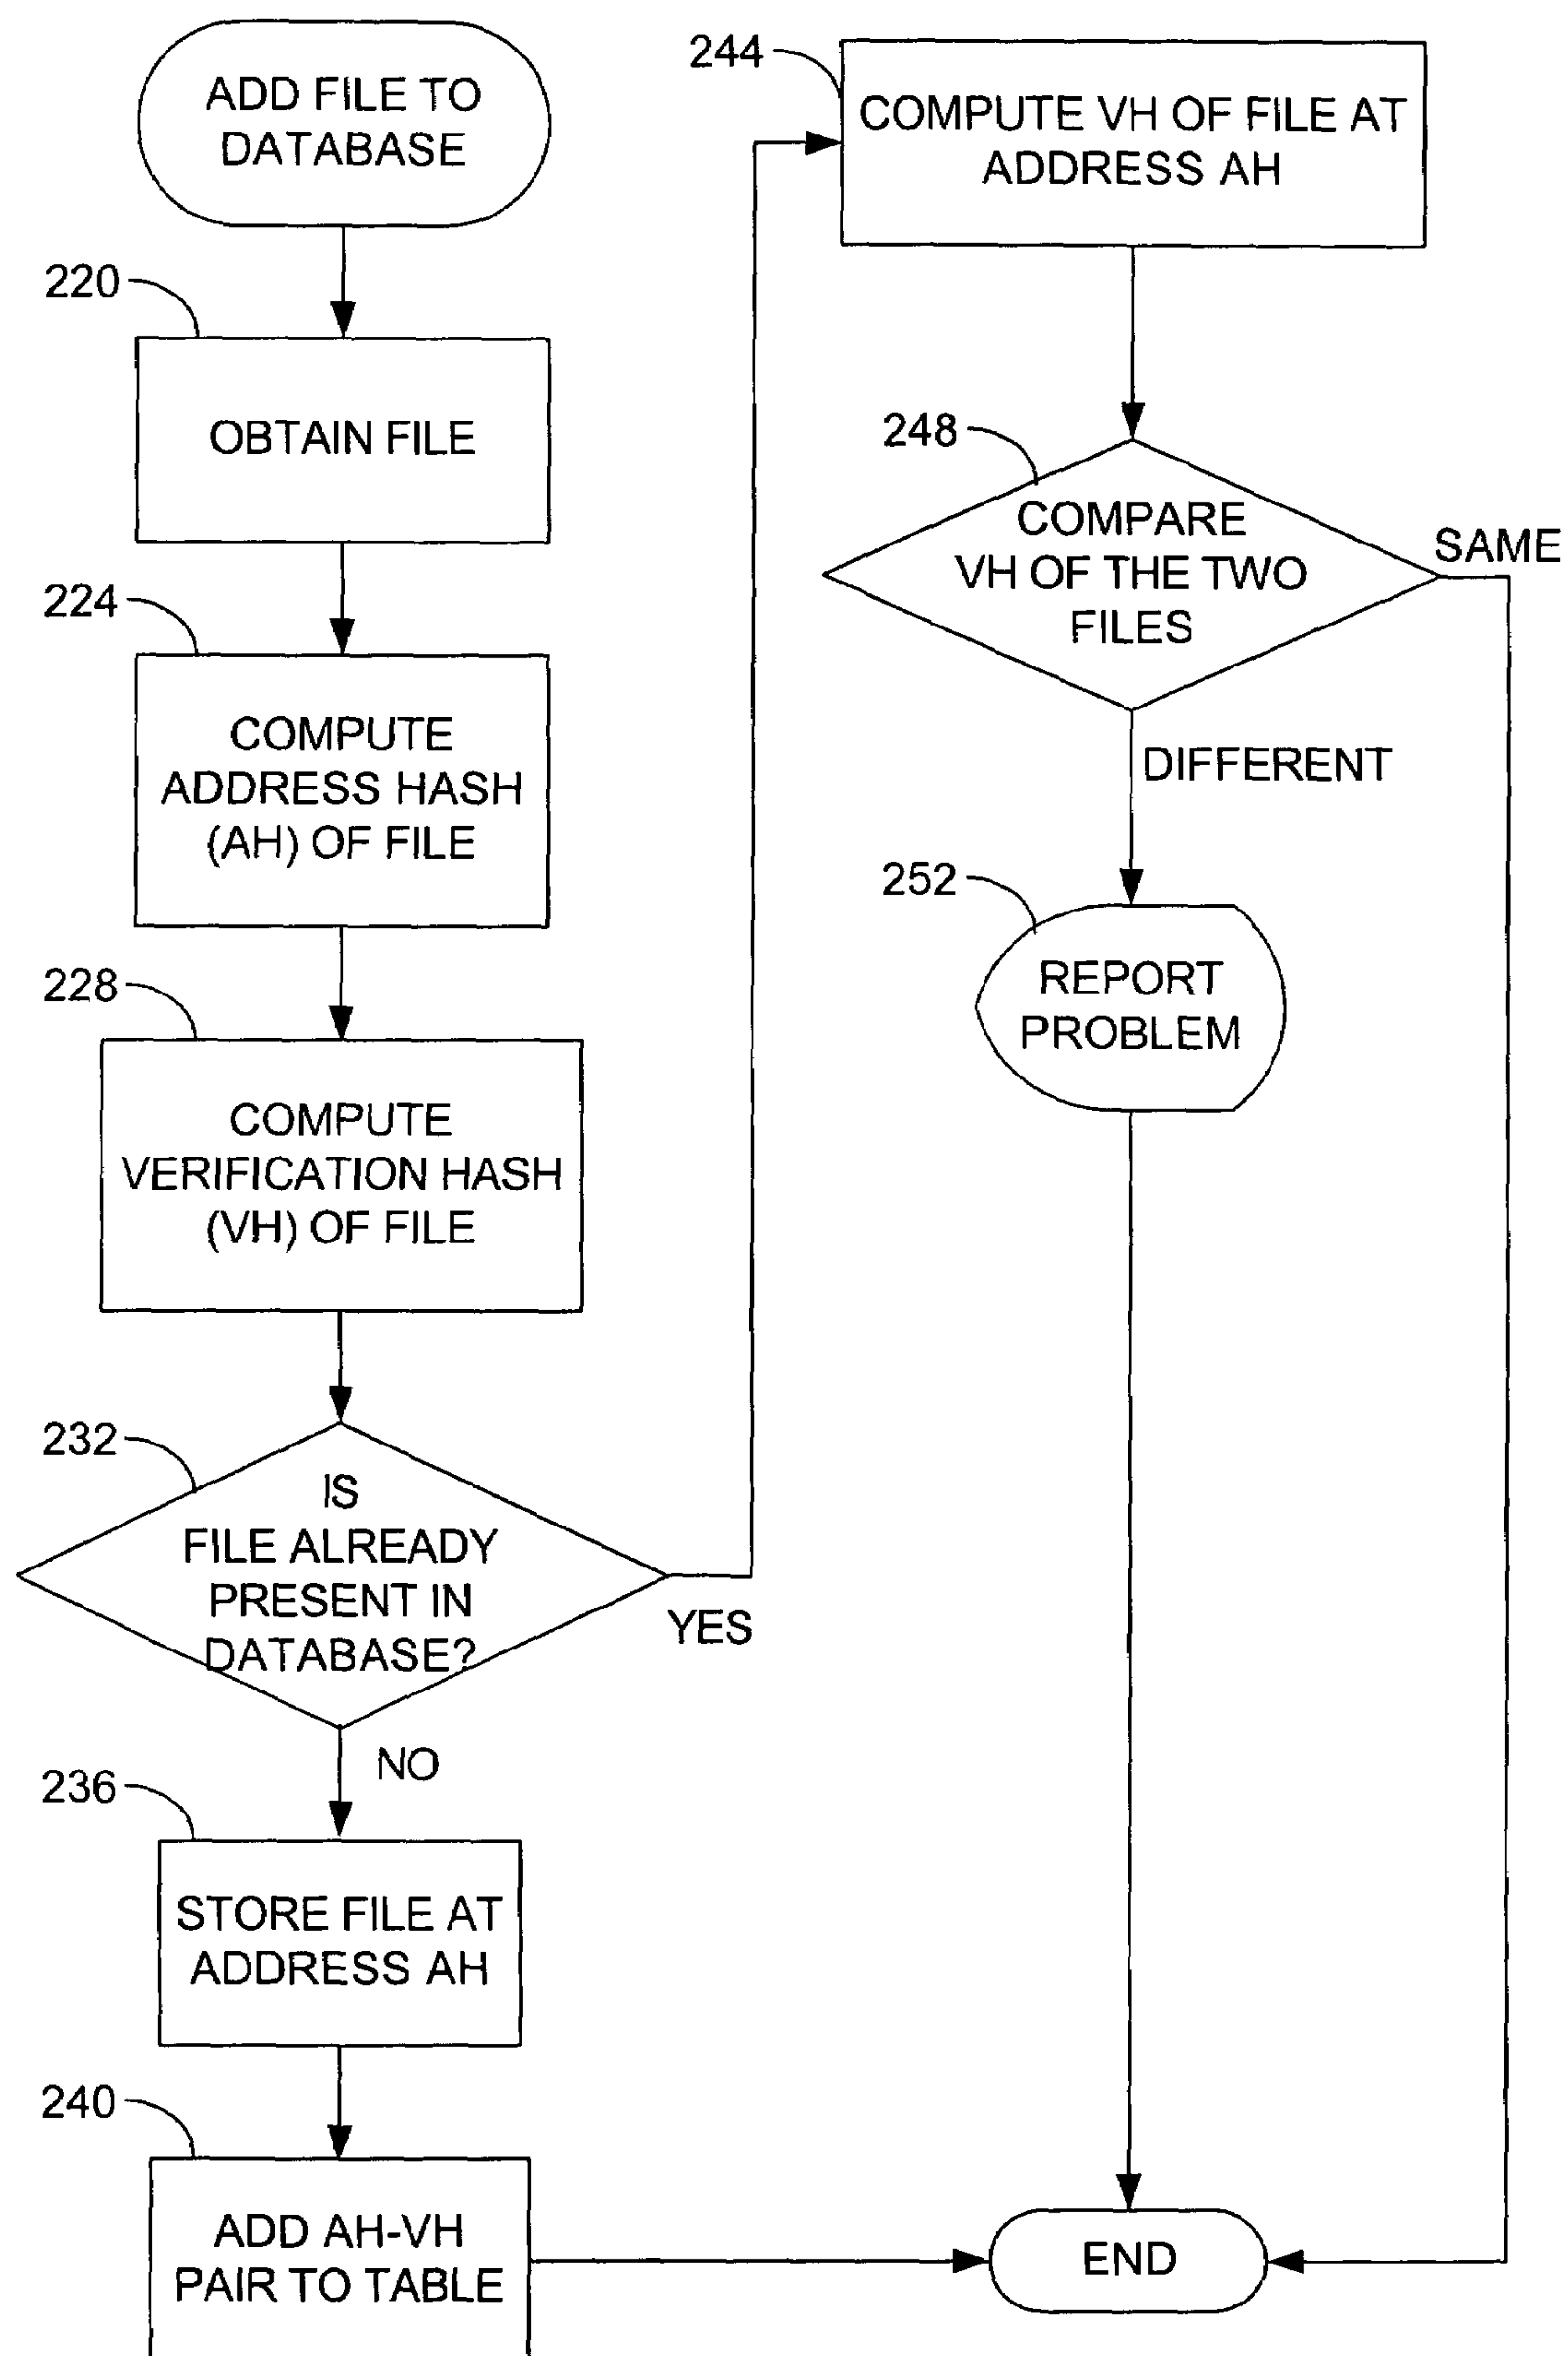 ADD FILE TO
DATABASE
220
OBTAIN FILE
224
COMPUTE
ADDRESS HASH
(AH) OF FILE
228
COMPUTE
VERIFICATION HASH
(VH) OF FILE
232
IS
FILE ALREADY
PRESENT IN
DATABASE?
YES
NO
236
STORE FILE AT
ADDRESS AH
240
ADD AH-VH
PAIR TO TABLE
244
COMPUTE VH OF FILE AT
ADDRESS AH
248
COMPARE
VH OF THE TWO
FILES
SAME
DIFFERENT
252
REPORT
PROBLEM
END